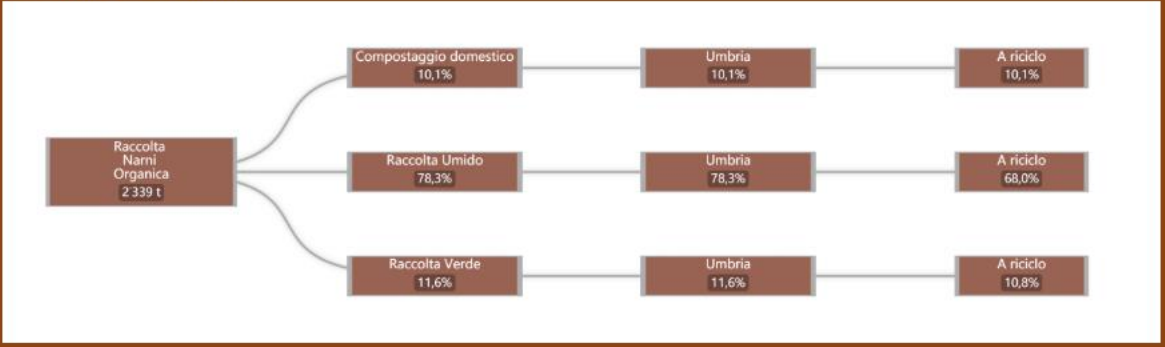 Compostaggio domestico
10,1%
Umbria
10,1%
A riciclo
10,1%
Raccolta
Narni
Organica
2 339 t
Raccolta Umido
78,3%
Umbria
78,3%
A riciclo
68,0%
Raccolta Verde
11,6%
Umbria
11,6%
A riciclo
10,8%